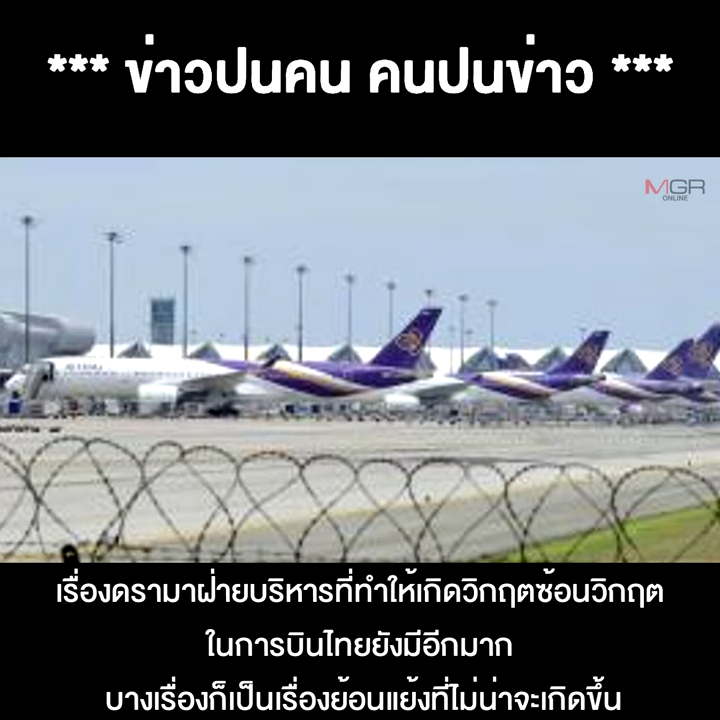 *** ข่าวปนคน คนปนข่าว ***
MGR
ONLINE
เรื่องดรามาฝ่ายบริหารที่ทำให้เกิดวิกฤตซ้อนวิกฤต
ในการบินไทยยังมีอีกมาก
บางเรื่องก็เป็นเรื่องย้อนแย้งที่ไม่น่าจะเกิดขึ้น